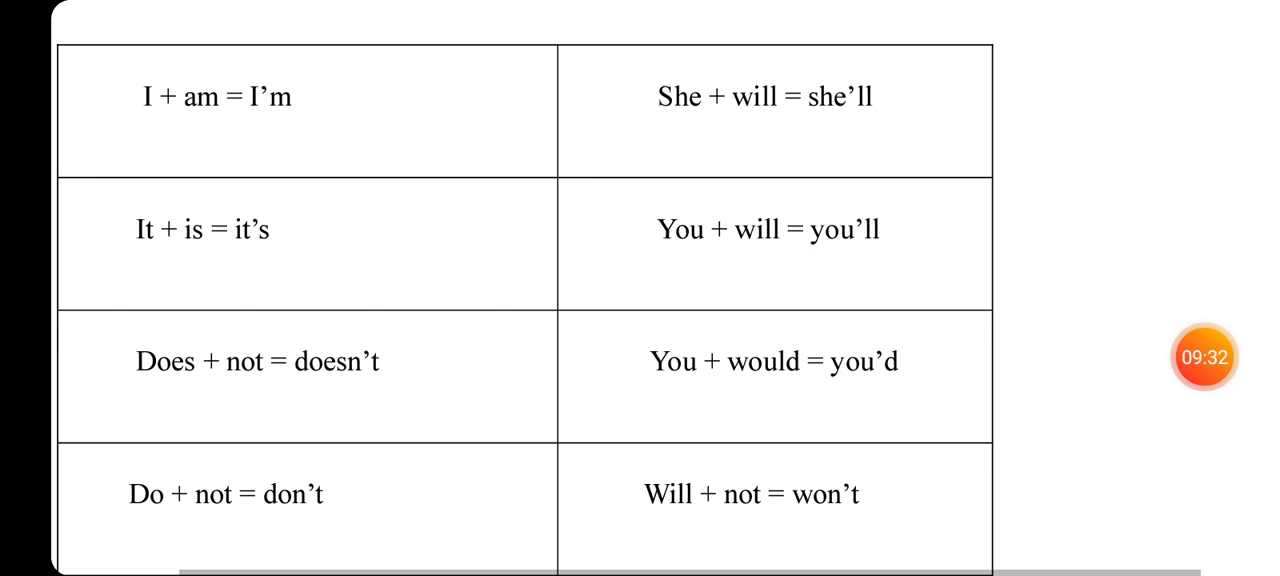 I + am = I’m
She + will = she’ll
It + is = it’s
You + will = you’ll
Does + not = doesn’t
You + would = you’d
09:32
Do + not = don’t
Will + not = won’t